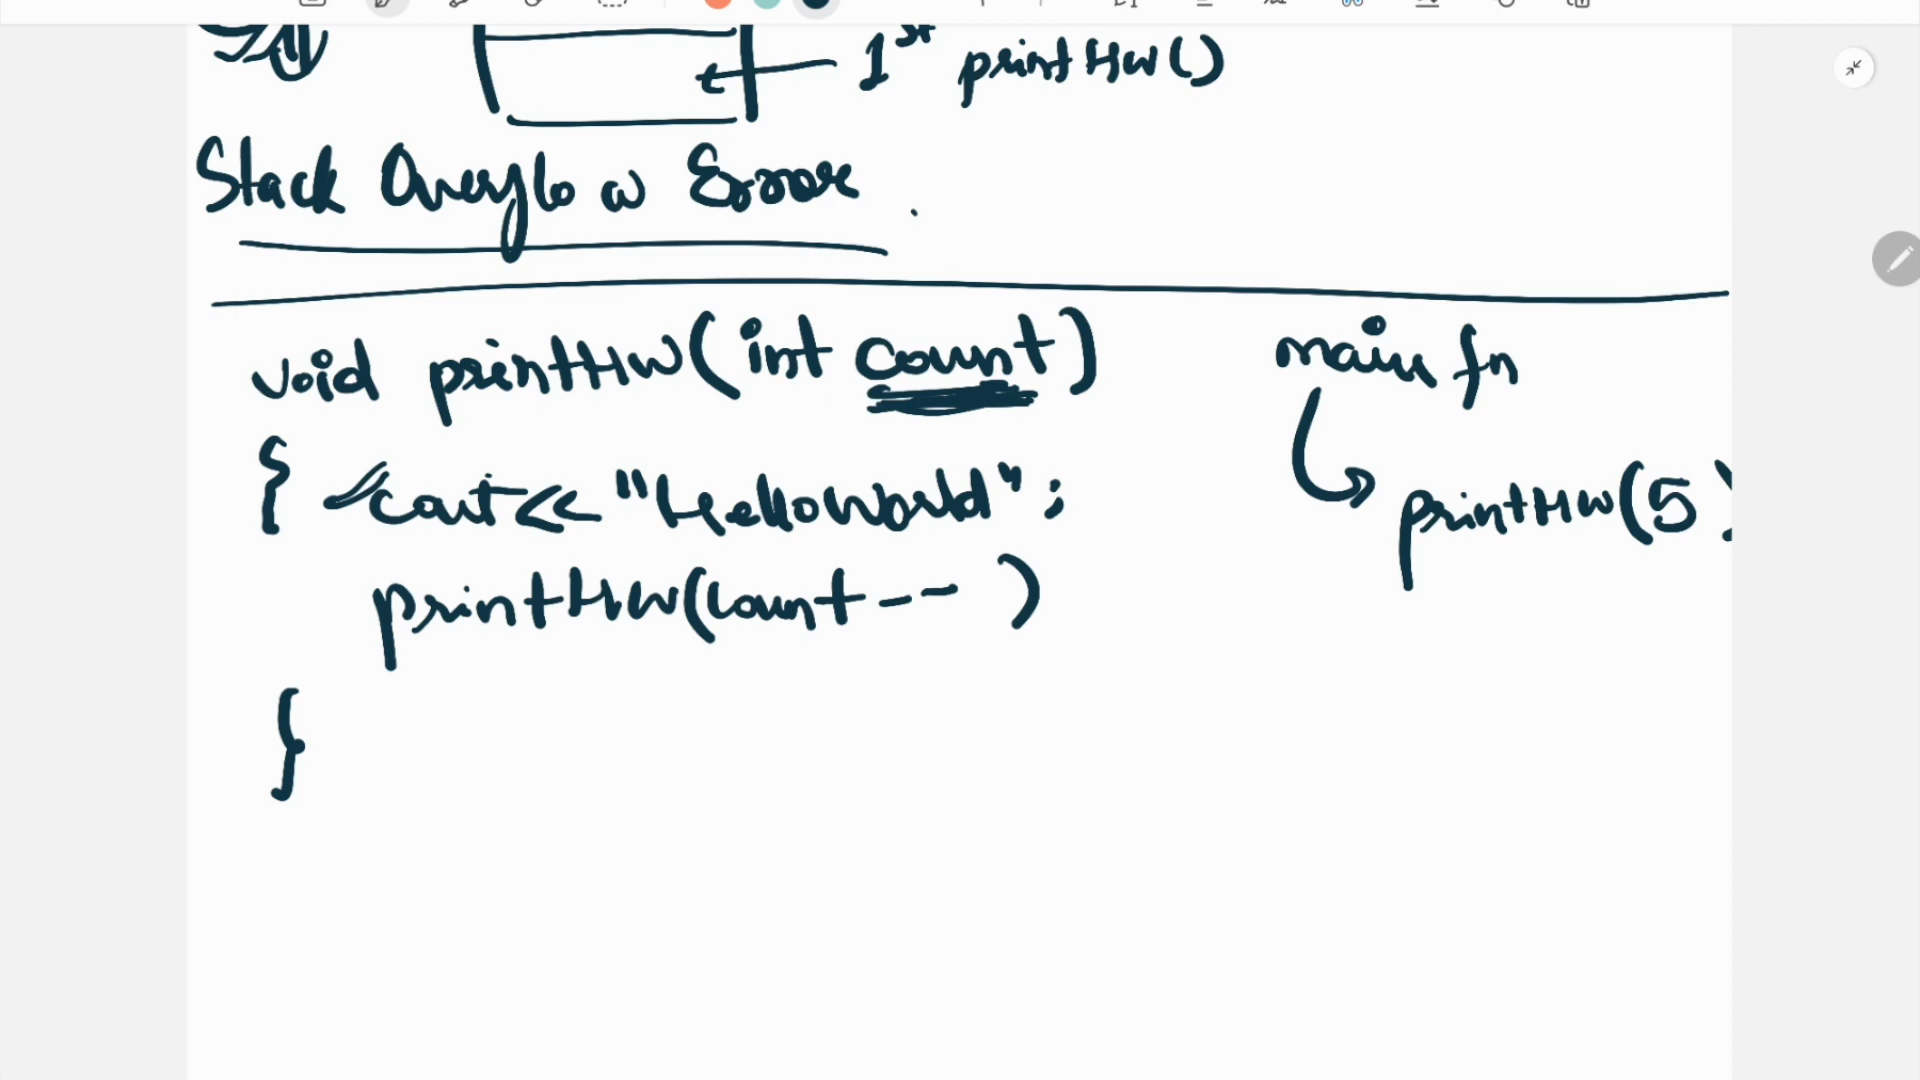 1st printHW()
Stack Overflow Error .
void printHW(int count)
main fn
{ cout<< "HelloWorld" ;
printHW(5)
printHW(count-- )
}